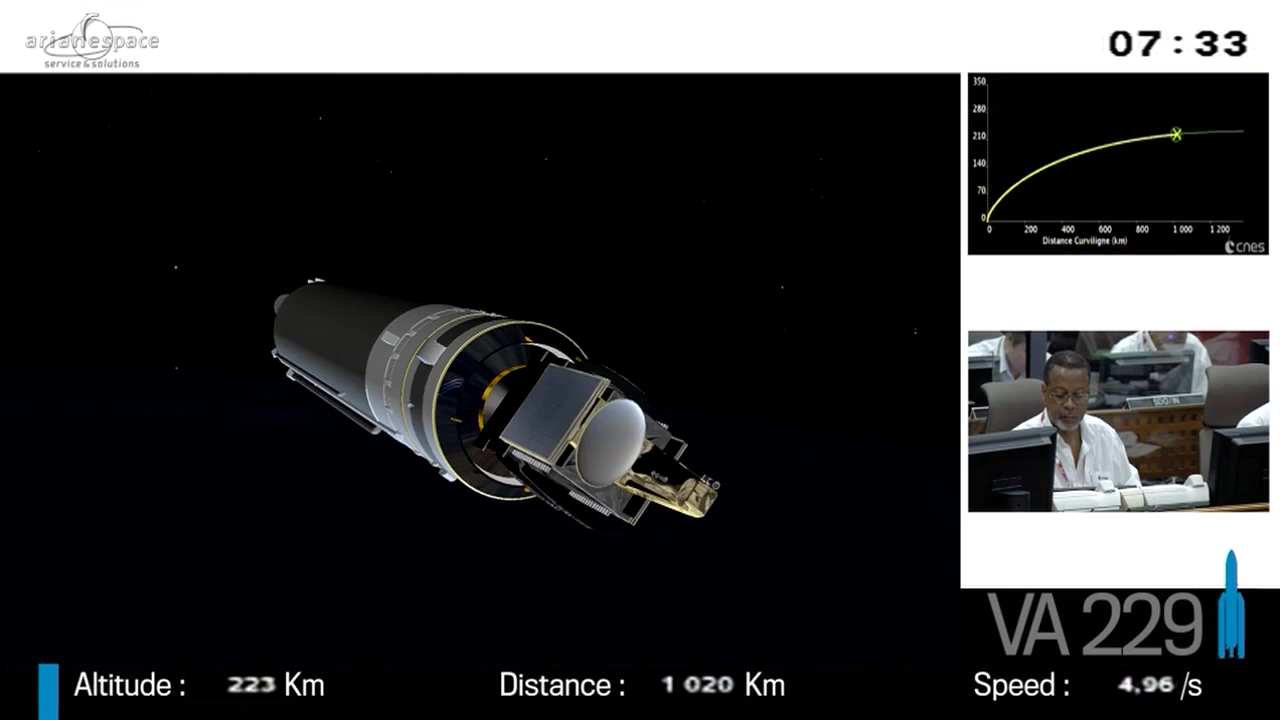 arianespace
service & solutions
07:33
350
280
210
140
70
0
0 200 400 600 800 1 000 1 200
Distance Curviligne (km)
cnes
VA 229
Altitude : 223 Km
Distance : 1 020 Km
Speed : 4.96 /s